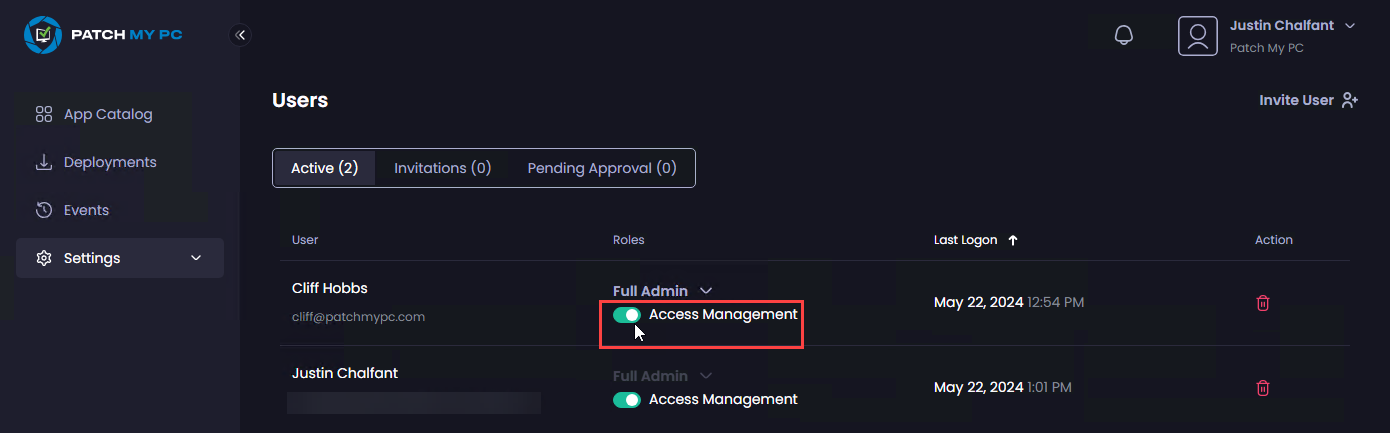 PATCH MY PC
Justin Chalfant
Patch My PC
App Catalog
Deployments
Events
Settings
Users
Invite User
Active (2) Invitations (0) Pending Approval (0)
User Roles Last Logon Action
Cliff Hobbs Full Admin May 22, 2024 12:54 PM
cliff@patchmypc.com Access Management
Justin Chalfant Full Admin May 22, 2024 1:01 PM
Access Management